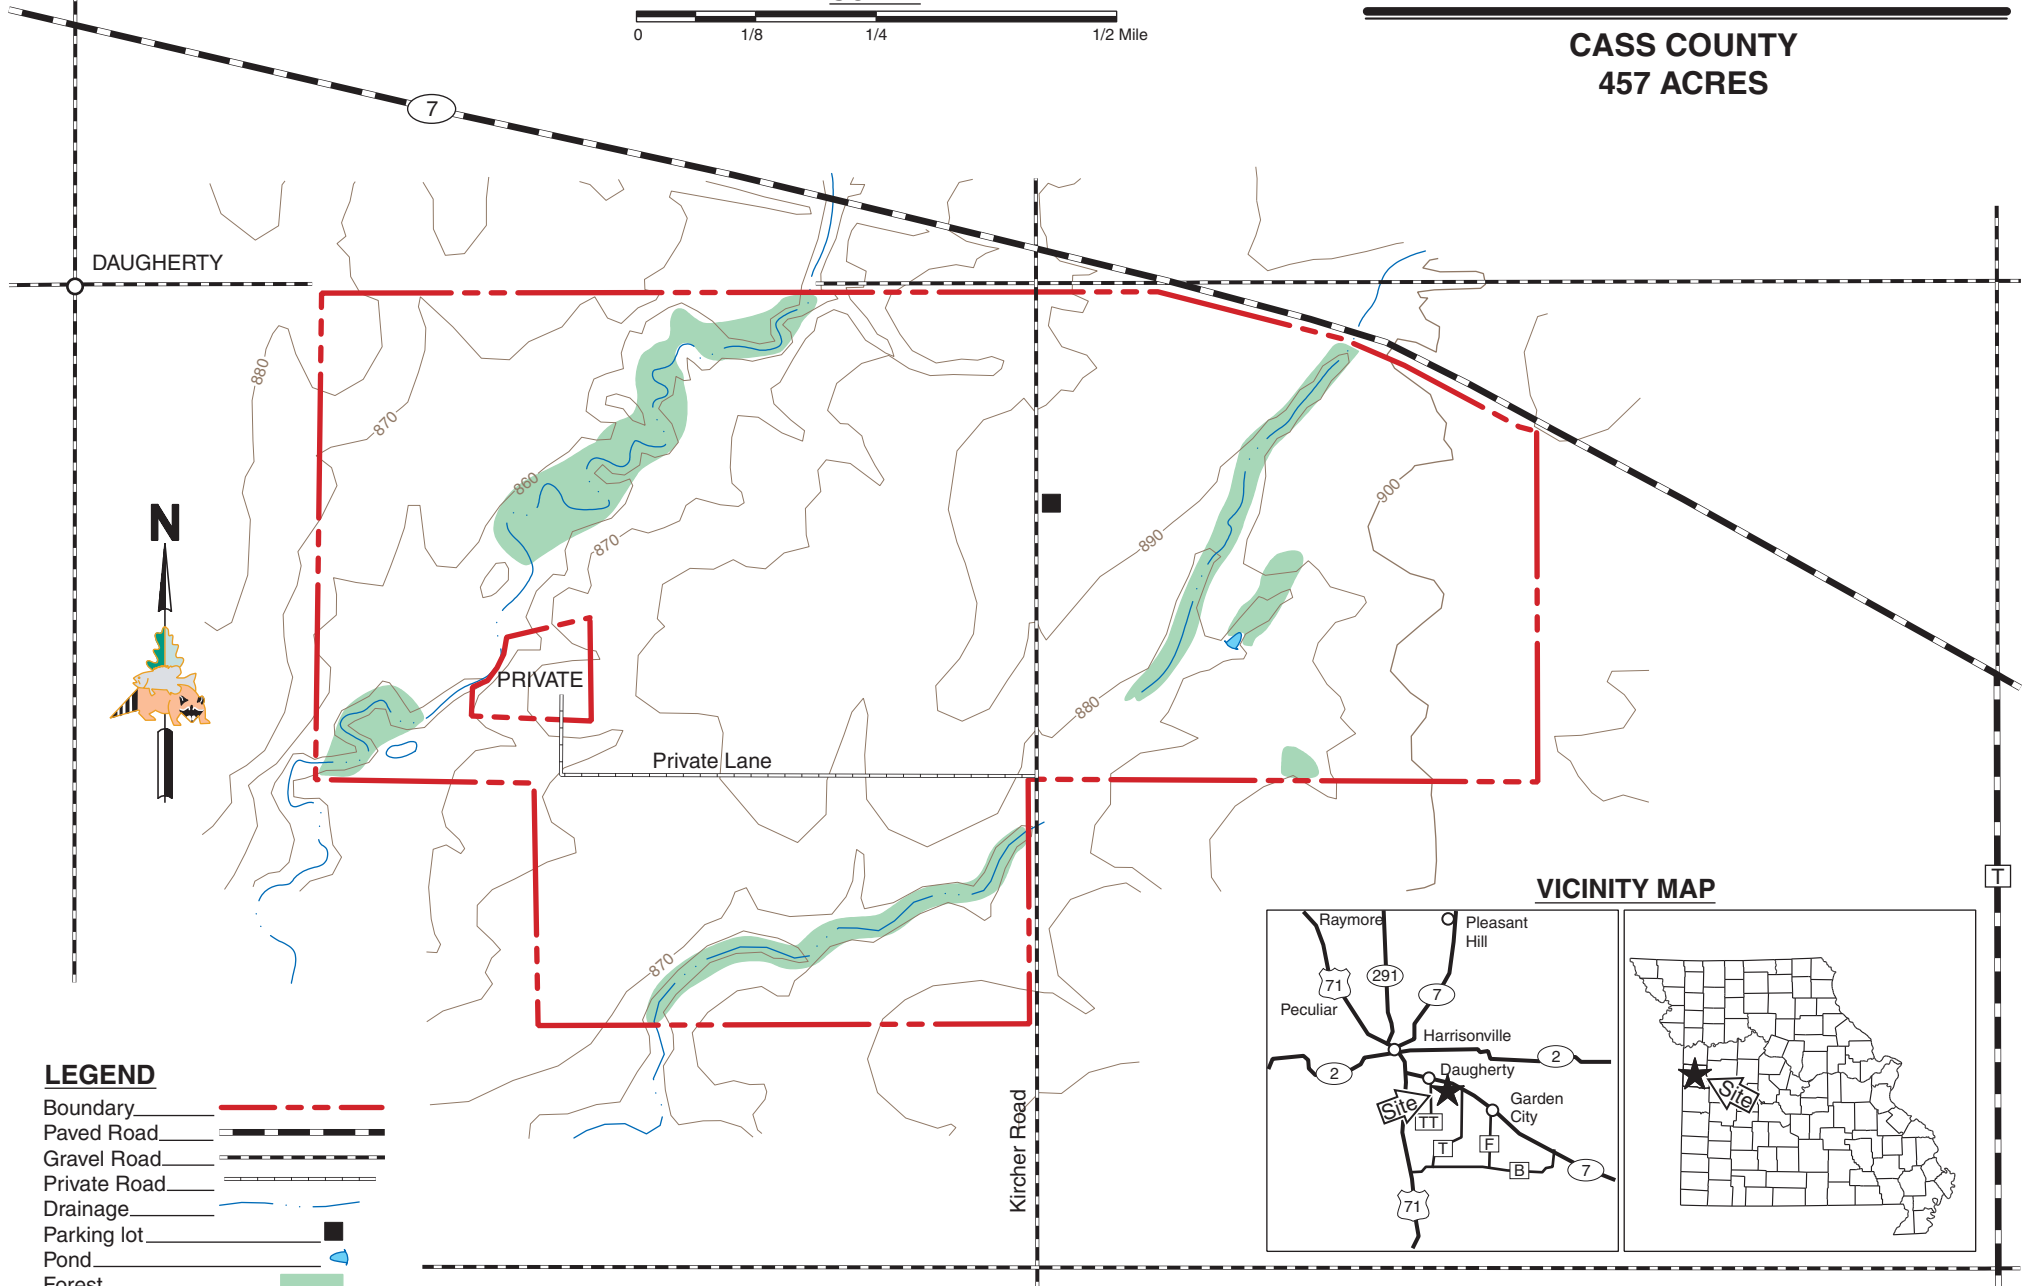 0 1/8 1/4 1/2 Mile
CASS COUNTY
457 ACRES
7
DAUGHERTY
880
870
860
870
N
PRIVATE
Private Lane
890
900
880
870
Kircher Road
T
LEGEND
Boundary
Paved Road
Gravel Road
Private Road
Drainage
Parking lot
Pond
Forest
VICINITY MAP
Raymore
Pleasant
Hill
291
71
7
Peculiar
Harrisonville
2
2
Daugherty
Garden
City
Site
TT
T
F
B
7
71
Site